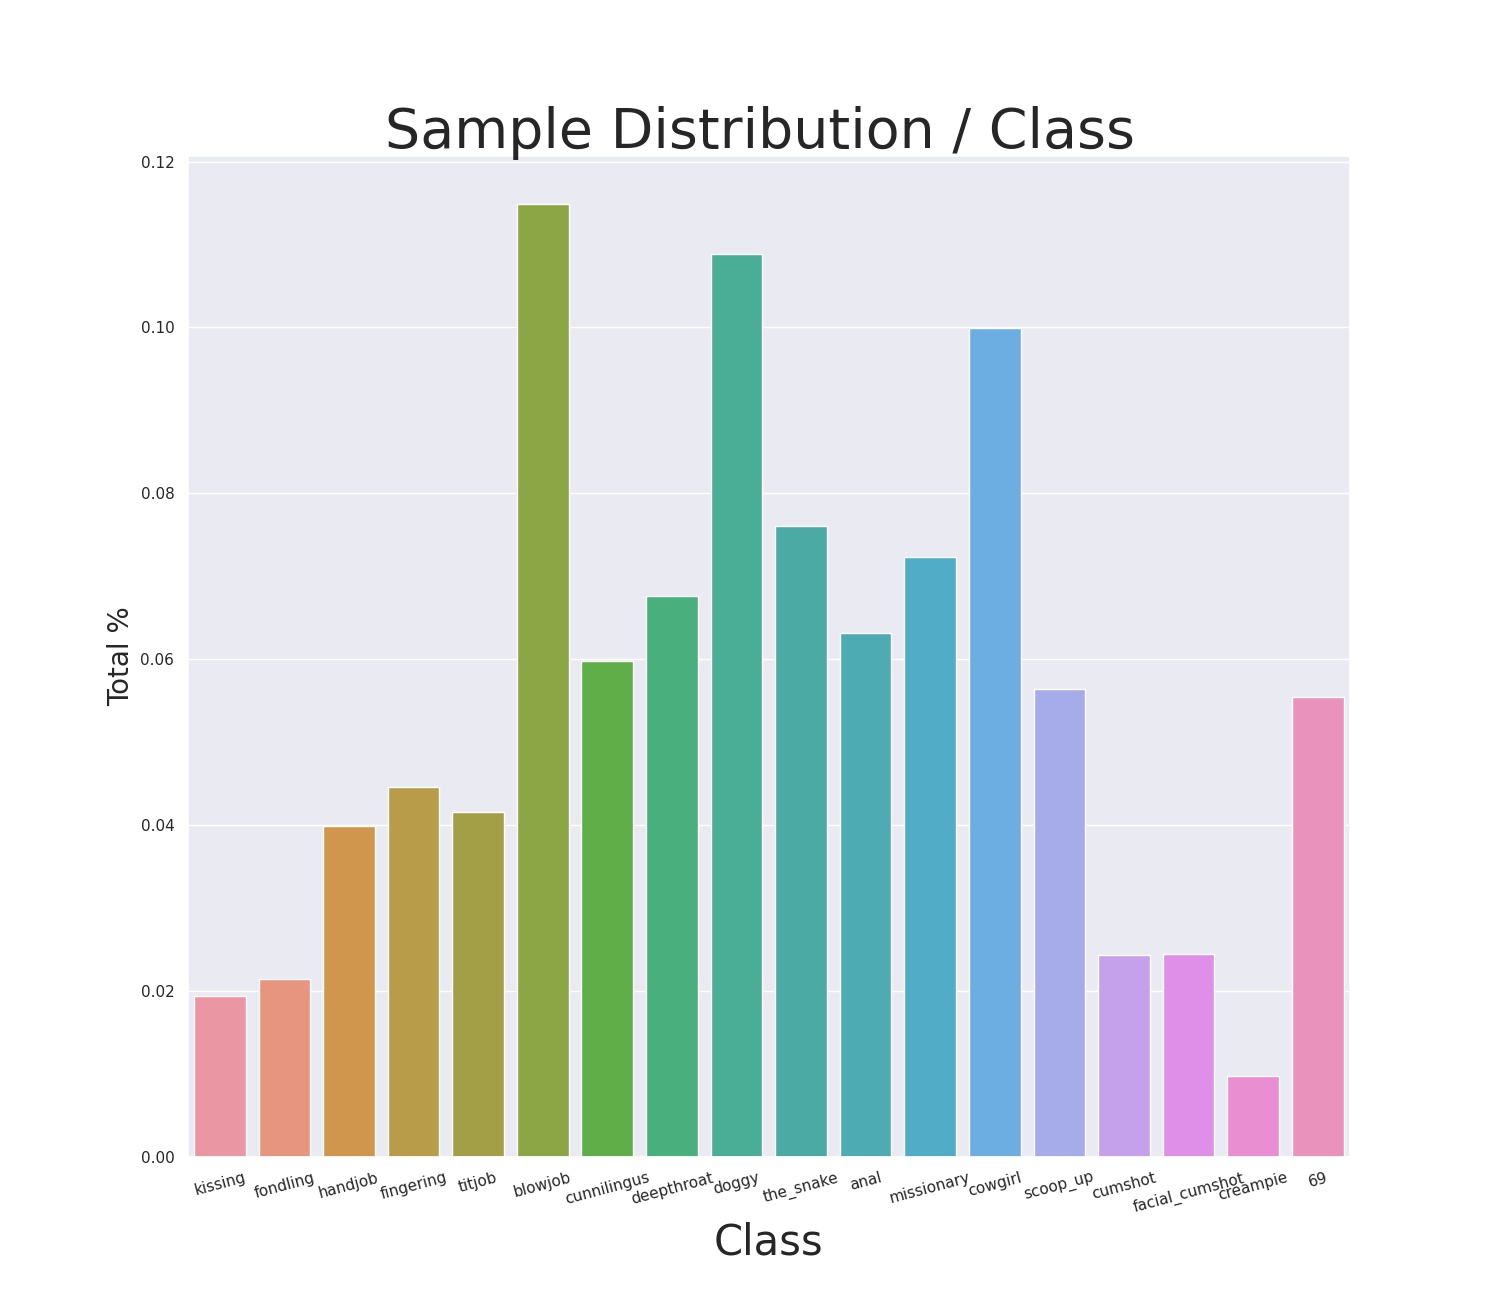 Sample Distribution / Class
0.12
0.10
0.08
0.06
0.04
0.02
0.00
Total %
kissing
fondling
handjob
fingering
titjob
blowjob
cunnilingus
deepthroat
doggy
the_snake
anal
missionary
cowgirl
scoop_up
cumshot
facial_cumshot
creampie
69
Class